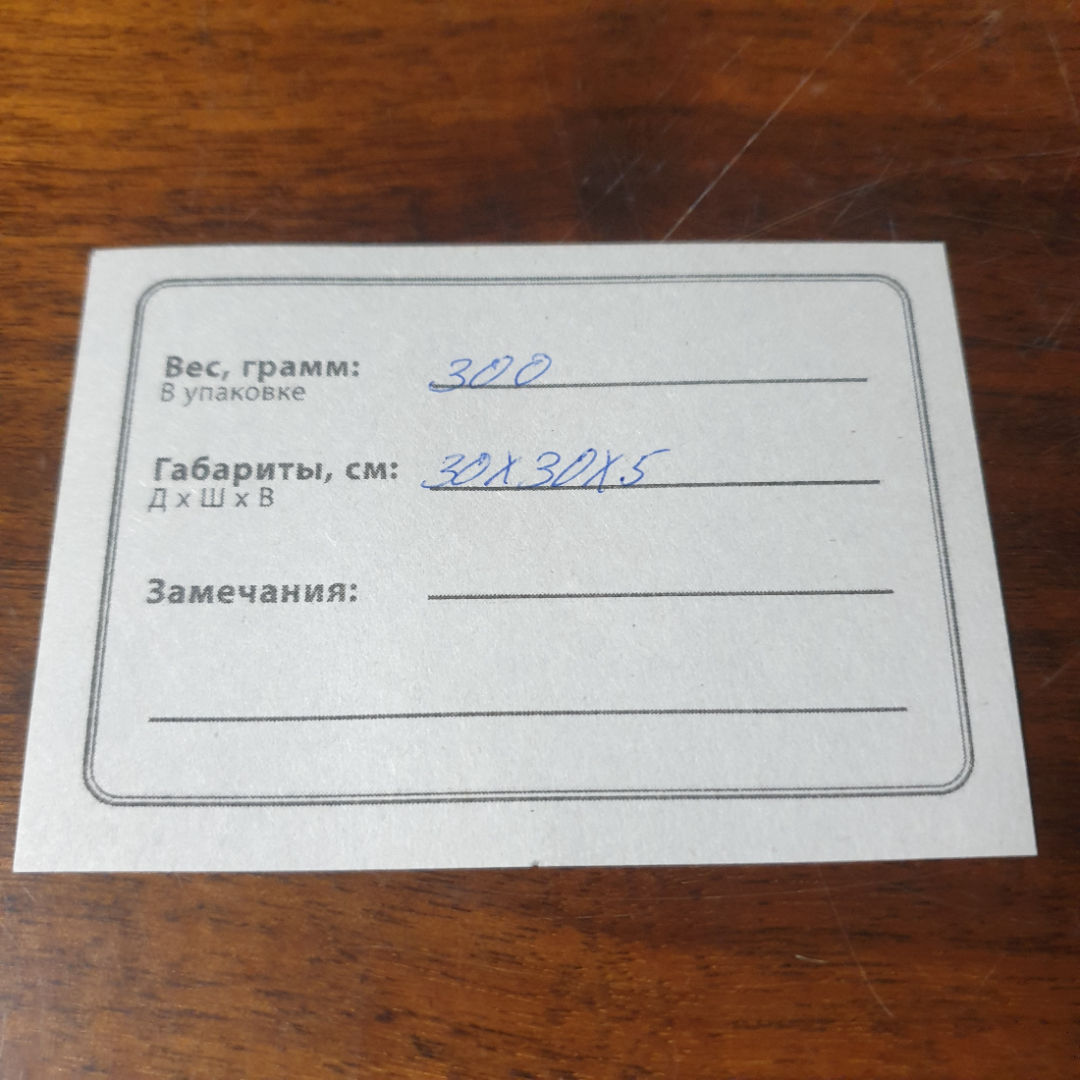 Вес, грамм: 300
В упаковке
Габариты, см: 30х30х5
Д х Ш х В
Замечания: